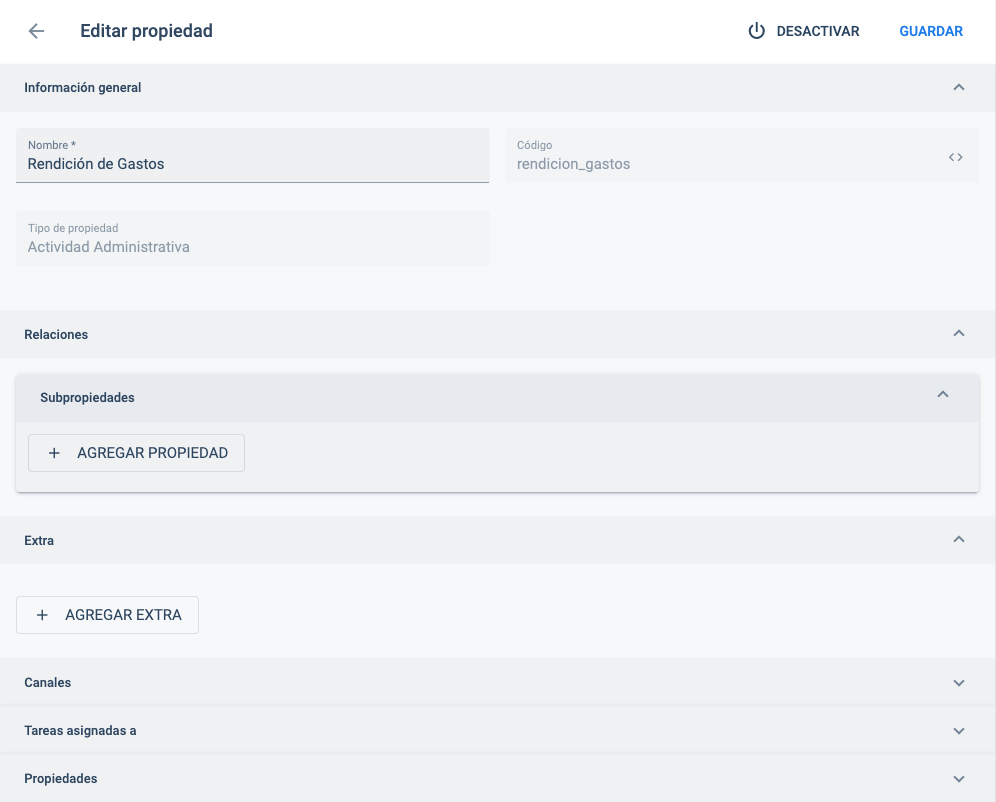 Editar propiedad
DESACTIVAR
GUARDAR
Información general
Nombre *
Rendición de Gastos
Código
rendicion_gastos
Tipo de propiedad
Actividad Administrativa
Relaciones
Subpropiedades
AGREGAR PROPIEDAD
Extra
AGREGAR EXTRA
Canales
Tareas asignadas a
Propiedades